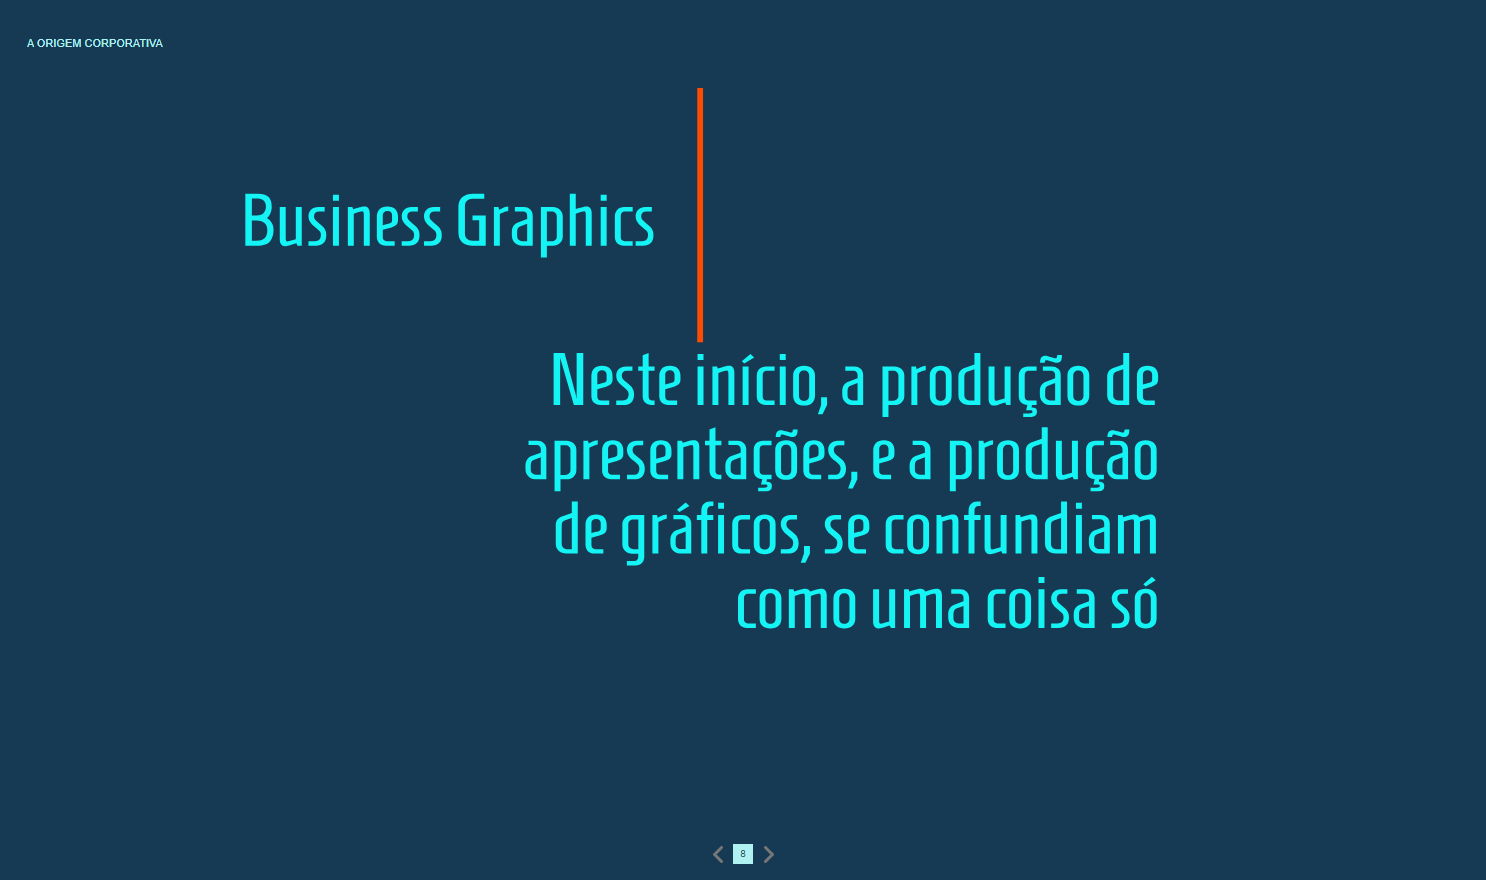 A ORIGEM CORPORATIVA
Business Graphics
Neste início, a produção de
apresentações, e a produção
de gráficos, se confundiam
como uma coisa só
8